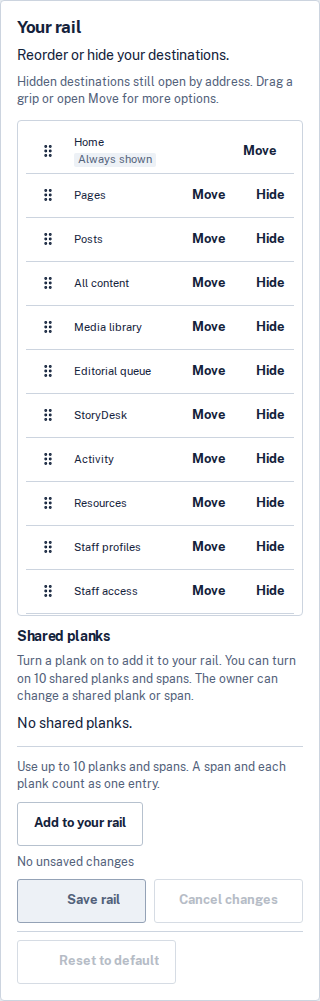 Your rail
Reorder or hide your destinations.
Hidden destinations still open by address. Drag a
grip or open Move for more options.
Home
Always shown
Move
Pages Move Hide
Posts Move Hide
All content Move Hide
Media library Move Hide
Editorial queue Move Hide
StoryDesk Move Hide
Activity Move Hide
Resources Move Hide
Staff profiles Move Hide
Staff access Move Hide
Shared planks
Turn a plank on to add it to your rail. You can turn
on 10 shared planks and spans. The owner can
change a shared plank or span.
No shared planks.
Use up to 10 planks and spans. A span and each
plank count as one entry.
Add to your rail
No unsaved changes
Save rail Cancel changes
Reset to default